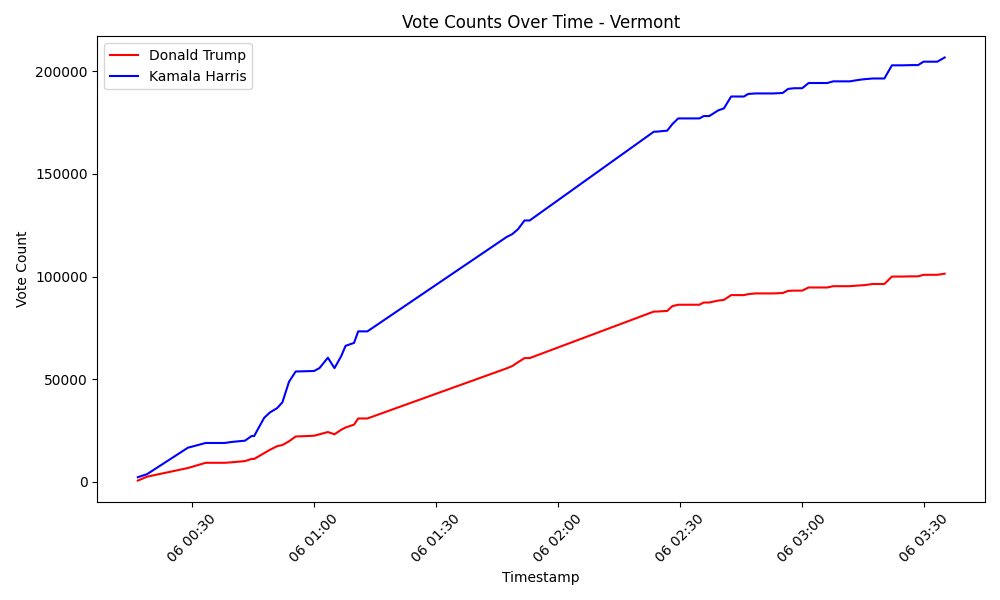 Vote Counts Over Time - Vermont
Donald Trump
Kamala Harris
200000
150000
100000
50000
0
Vote Count
06 00:30
06 01:00
06 01:30
06 02:00
06 02:30
06 03:00
06 03:30
Timestamp